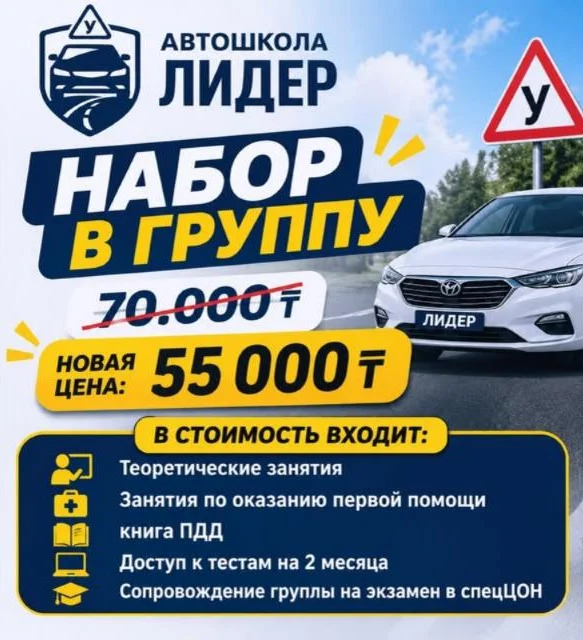 У
АВТОШКОЛА
ЛИДЕР
У
НАБОР
В ГРУППУ
70.000 ₸
ЛИДЕР
НОВАЯ
ЦЕНА: 55 000 ₸
В СТОИМОСТЬ ВХОДИТ:
Теоретические занятия
Занятия по оказанию первой помощи
книга ПДД
Доступ к тестам на 2 месяца
Сопровождение группы на экзамен в спецЦОН